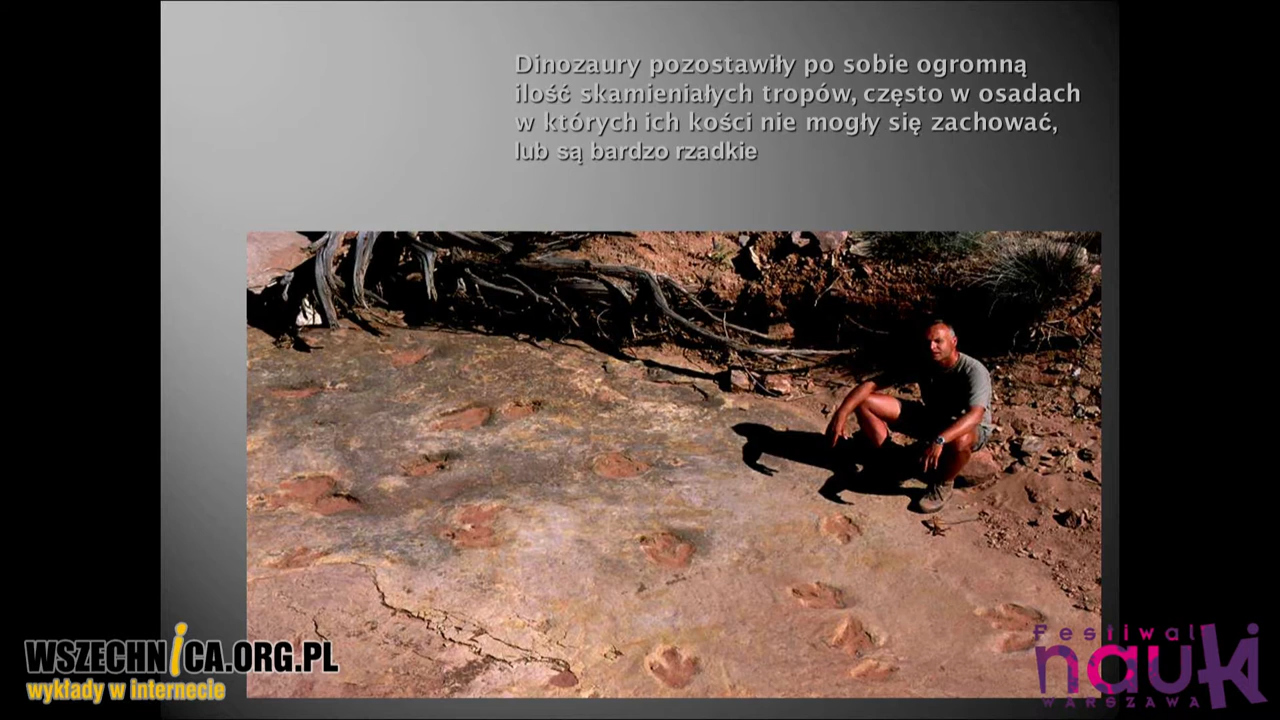 Dinozaury pozostawiły po sobie ogromną
ilość skamieniałych tropów, często w osadach
w których ich kości nie mogły się zachować,
lub są bardzo rzadkie
WSZECHNiCA.ORG.PL
wykłady w internecie
Festiwal
nauki
WARSZAWA